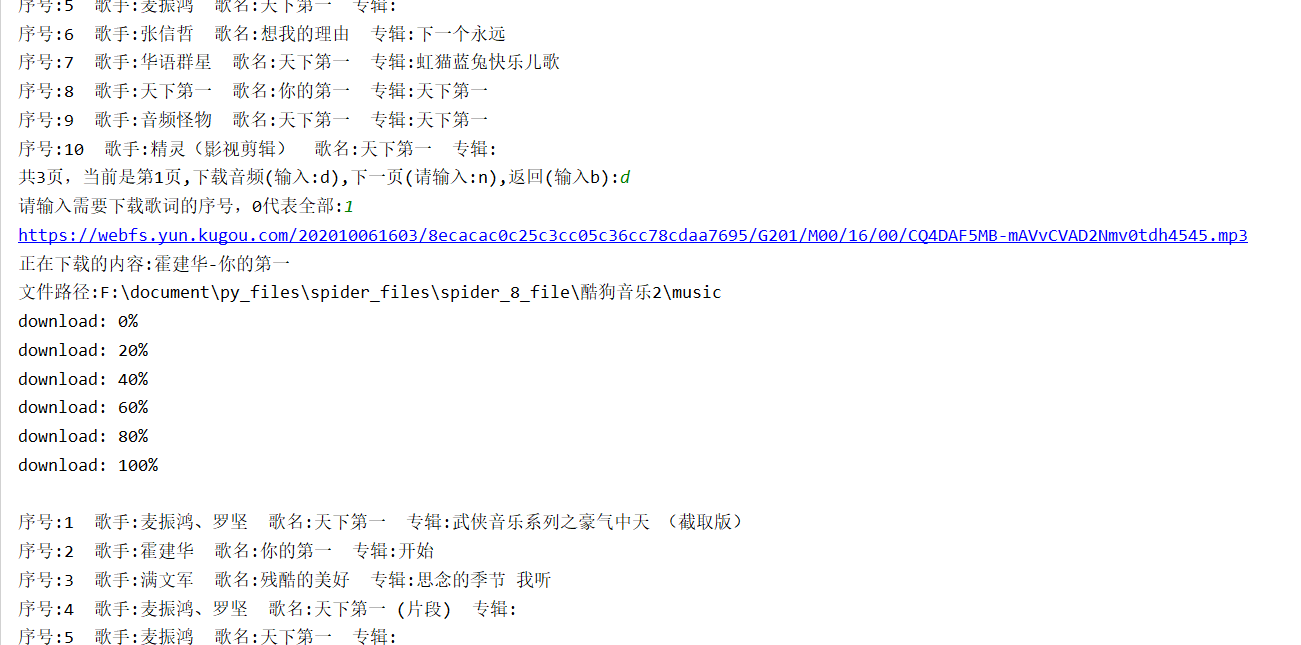 序号:5  歌手:麦振鸿  歌名:天下第一  专辑:
序号:6  歌手:张信哲  歌名:想我的理由  专辑:下一个永远
序号:7  歌手:华语群星  歌名:天下第一  专辑:虹猫蓝兔快乐儿歌
序号:8  歌手:天下第一  歌名:你的第一  专辑:天下第一
序号:9  歌手:音频怪物  歌名:天下第一  专辑:天下第一
序号:10  歌手:精灵（影视剪辑）  歌名:天下第一  专辑:
共3页，当前是第1页,下载音频(输入:d),下一页(请输入:n),返回(输入b):d
请输入需要下载歌词的序号，0代表全部:1
https://webfs.yun.kugou.com/202010061603/8ecacac0c25c3cc05c36cc78cdaa7695/G201/M00/16/00/CQ4DAF5MB-mAVvCVAD2Nmv0tdh4545.mp3
正在下载的内容:霍建华-你的第一
文件路径:F:\document\py_files\spider_files\spider_8_file\酷狗音乐2\music
download: 0%
download: 20%
download: 40%
download: 60%
download: 80%
download: 100%
序号:1  歌手:麦振鸿、罗坚  歌名:天下第一  专辑:武侠音乐系列之豪气中天 （截取版）
序号:2  歌手:霍建华  歌名:你的第一  专辑:开始
序号:3  歌手:满文军  歌名:残酷的美好  专辑:思念的季节 我听
序号:4  歌手:麦振鸿、罗坚  歌名:天下第一 (片段)  专辑:
序号:5  歌手:麦振鸿  歌名:天下第一  专辑: